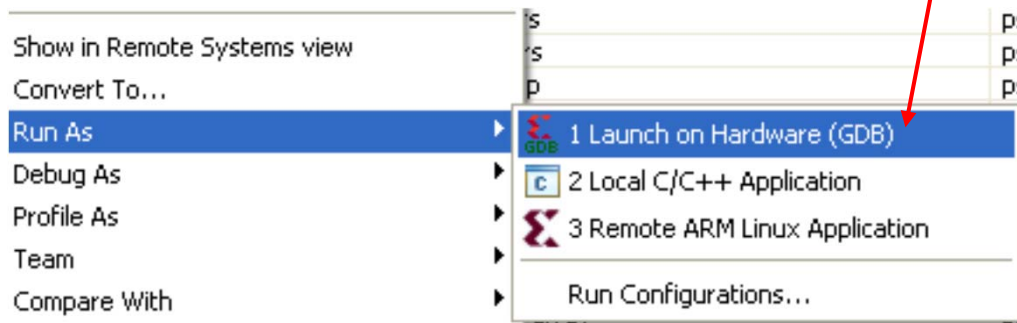 Show in Remote Systems view
Convert To...
Run As
Debug As
Profile As
Team
Compare With
GDB 1 Launch on Hardware (GDB)
c 2 Local C/C++ Application
3 Remote ARM Linux Application
Run Configurations...